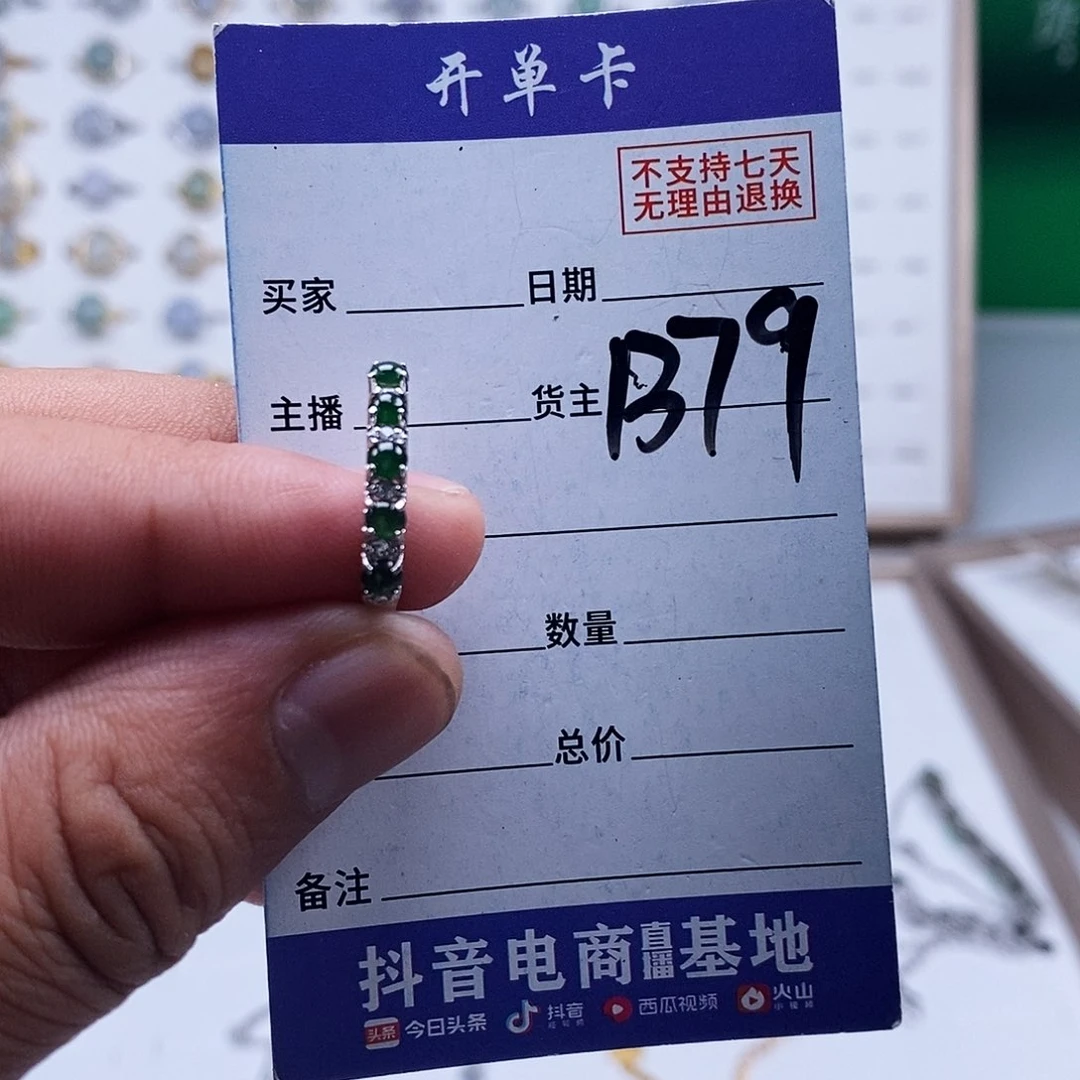 开单卡
不支持七天
无理由退换
买家 日期
主播 货主 B79
数量
总价
备注
抖音电商直播基地
头条 今日头条 抖音 西瓜视频 火山